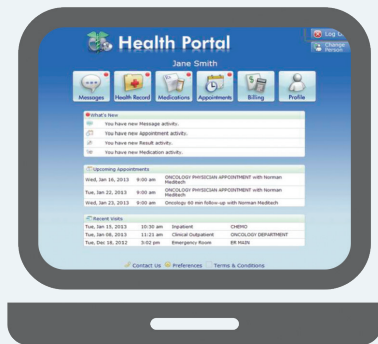 Health Portal
Log
Change
Person
Jane Smith
Messages
Health Record
Medications
Appointments
Billing
Profile
What's New
You have new Message activity.
You have new Appointment activity.
You have new Result activity.
You have new Medication activity.
Upcoming Appointments
Wed, Jan 16, 2013 9:00 am ONCOLOGY PHYSICIAN APPOINTMENT with Norman
Meditech
Tue, Jan 22, 2013 9:00 am ONCOLOGY PHYSICIAN APPOINTMENT with Norman
Meditech
Wed, Jan 23, 2013 9:00 am Oncology 60 min follow-up with Norman Meditech
Recent Visits
Tue, Jan 15, 2013 10:30 am Inpatient CHEMO
Tue, Jan 08, 2013 11:21 am Clinical Outpatient ONCOLOGY DEPARTMENT
Tue, Dec 18, 2012 3:02 pm Emergency Room ER MAIN
Contact Us Preferences Terms & Conditions